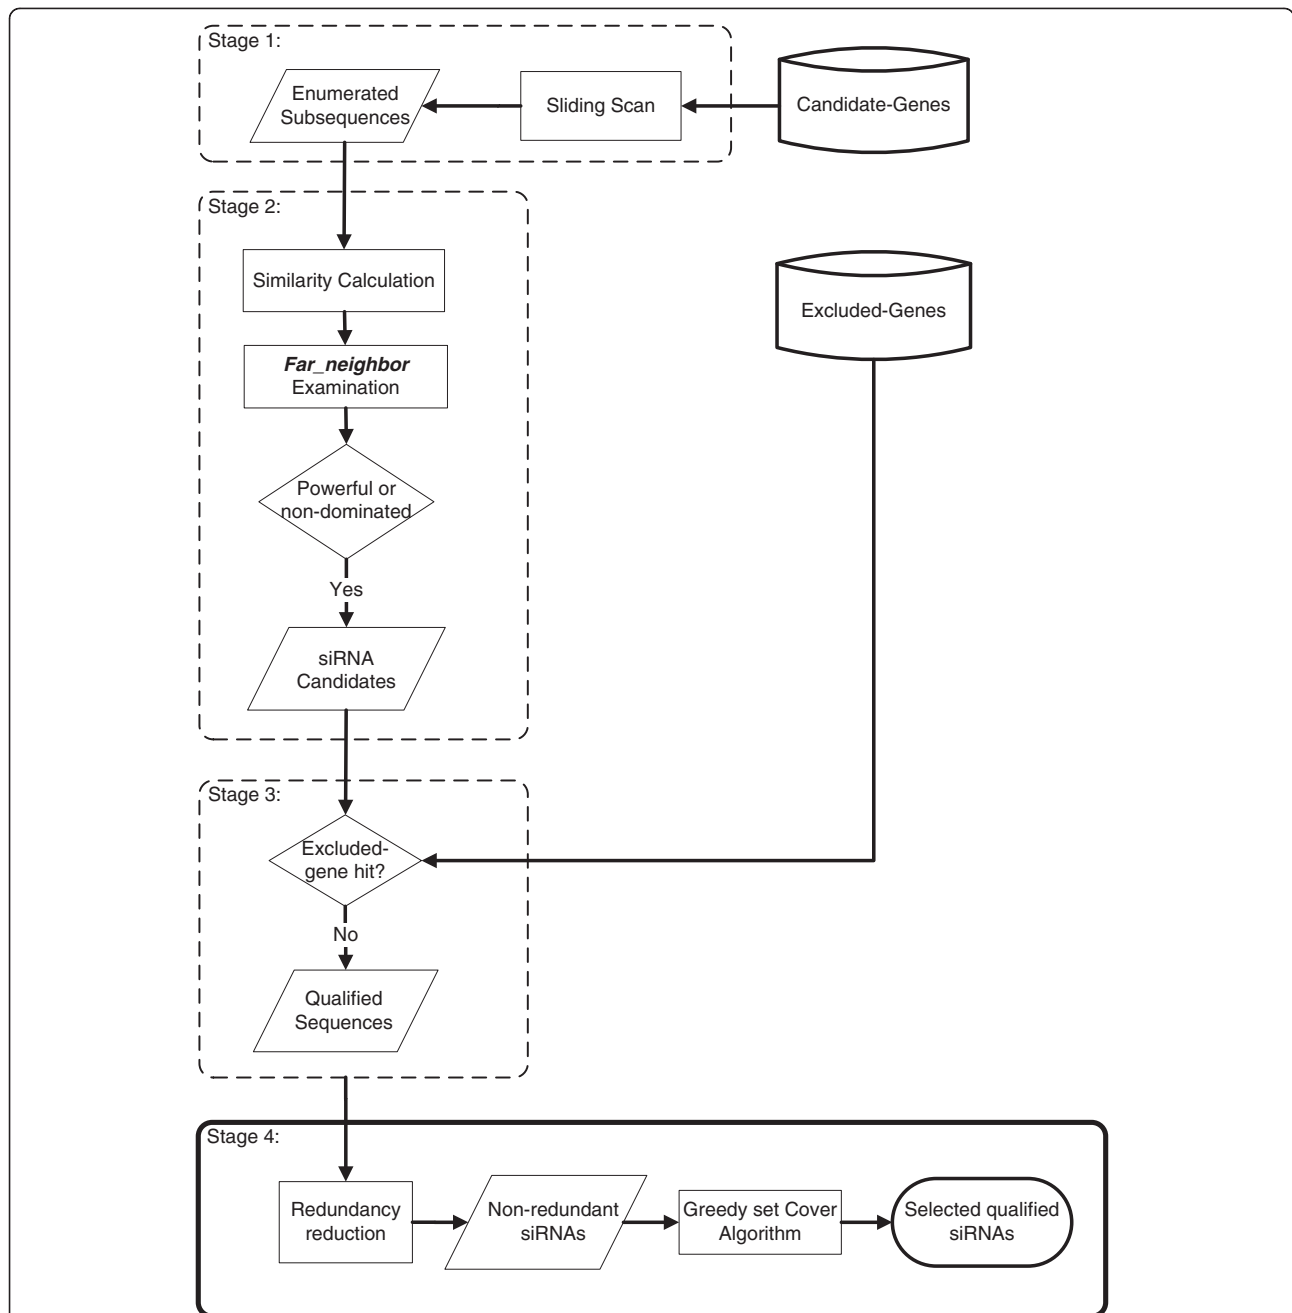 Stage 1:
Enumerated
Subsequences
Sliding Scan
Candidate-Genes
Stage 2:
Similarity Calculation
Excluded-Genes
Far_neighbor
Examination
Powerful or
non-dominated
Yes
siRNA
Candidates
Stage 3:
Excluded-
gene hit?
No
Qualified
Sequences
Stage 4:
Redundancy
reduction
Non-redundant
siRNAs
Greedy set Cover
Algorithm
Selected qualified
siRNAs